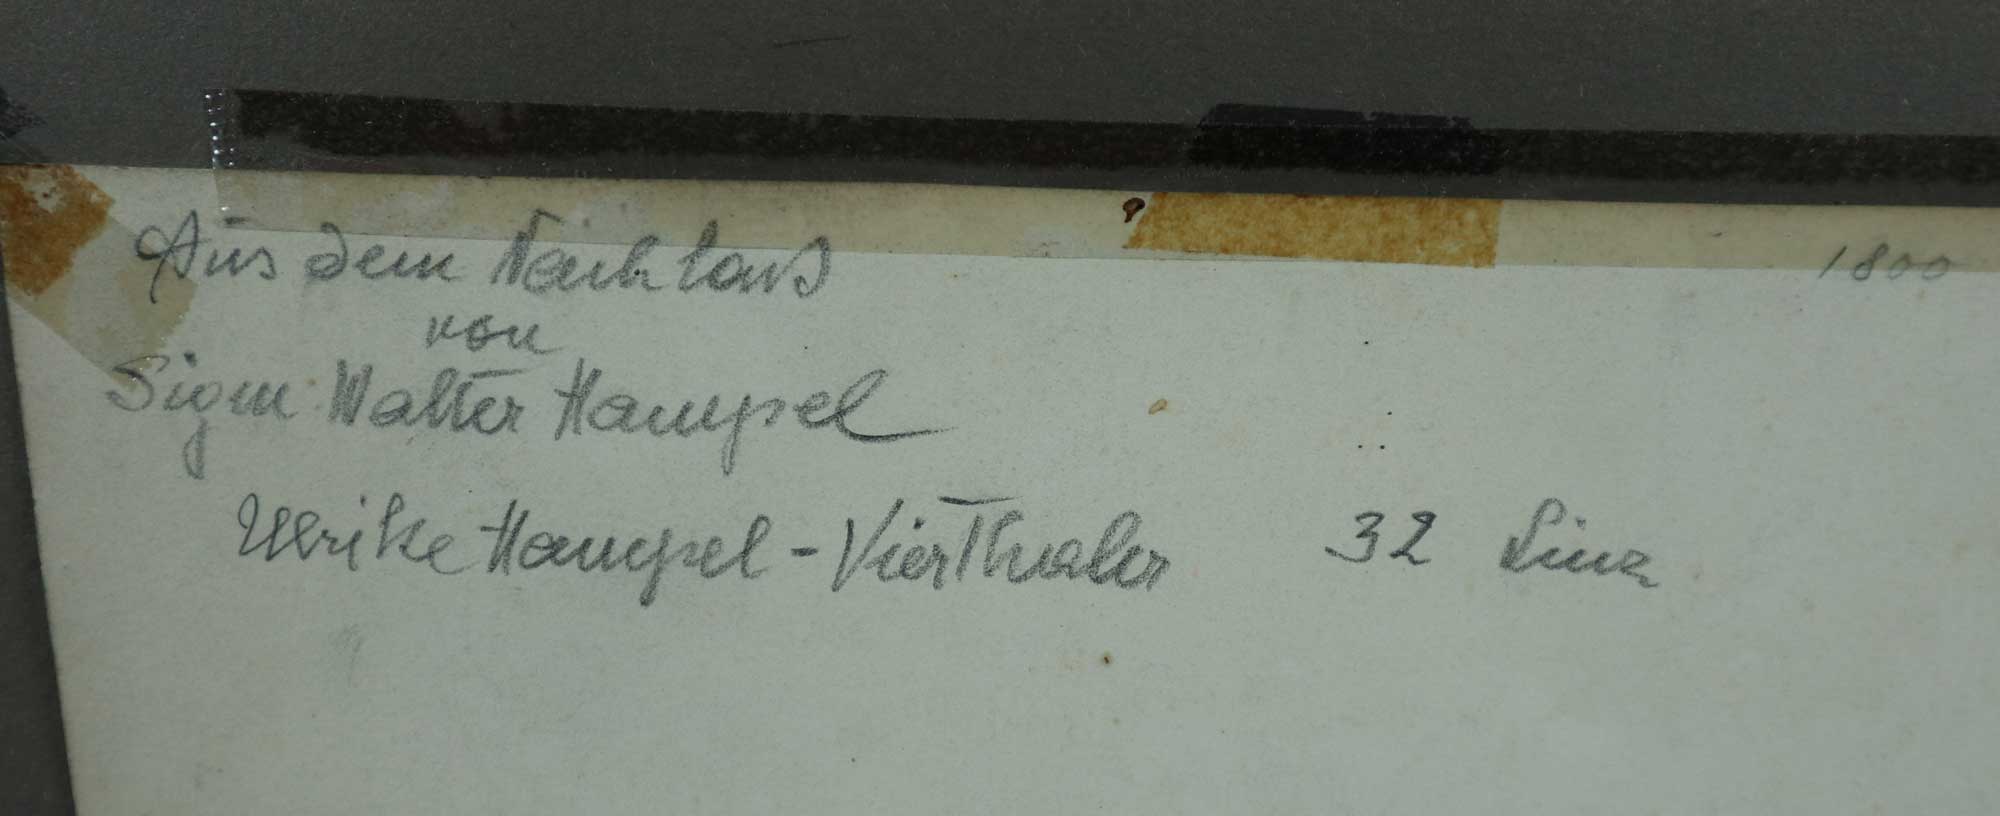 Aus dem Nachlaß
von
Sigm Walter Hampel
Ulrike Hampel-Vierthaler 32 Linz
1800